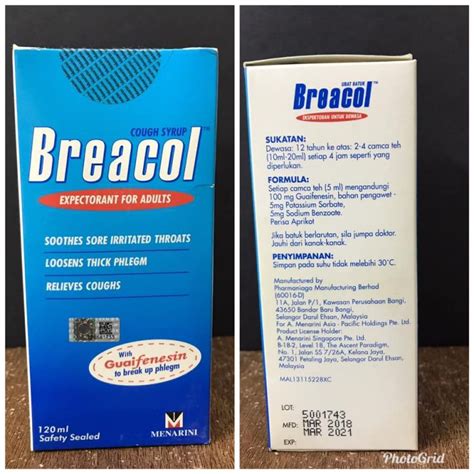 COUGH SYRUP
Breacol™
EXPECTORANT FOR ADULTS
SOOTHES SORE IRRITATED THROATS
LOOSENS THICK PHLEGM
RELIEVES COUGHS
With
Guaifenesin
to break up phlegm
120ml
Safety Sealed
MENARINI
UBAT BATUK
Breacol™
EKSPEKTORAN UNTUK DEWASA
SUKATAN:
Dewasa: 12 tahun ke atas: 2-4 camca teh
(10ml-20ml) setiap 4 jam seperti yang
diperlukan.
FORMULA:
Setiap camca teh (5 ml) mengandungi
100 mg Guaifenesin, bahan pengawet -
5mg Potassium Sorbate,
5mg Sodium Benzoate.
Perisa Aprikot
Jika batuk berlarutan, sila jumpa doktor.
Jauhi dari kanak-kanak.
PENYIMPANAN:
Simpan pada suhu tidak melebihi 30°C.
Manufactured by
Pharmaniaga Manufacturing Berhad
(60016-D)
11A, Jalan P/1, Kawasan Perusahaan Bangi,
43650 Bandar Baru Bangi,
Selangor Darul Ehsan, Malaysia
For A. Menarini Asia - Pacific Holdings Pte. Ltd.
Product License Holder:
A. Menarini Singapore Pte. Ltd.
B-18-2, Level 18, The Ascent Paradigm,
No. 1, Jalan SS 7/26A, Kelana Jaya,
47301 Petaling Jaya, Selangor Darul Ehsan,
Malaysia
MAL13115228XC
LOT: 5001743
MFD: MAR 2018
EXP: MAR 2021
PhotoGrid